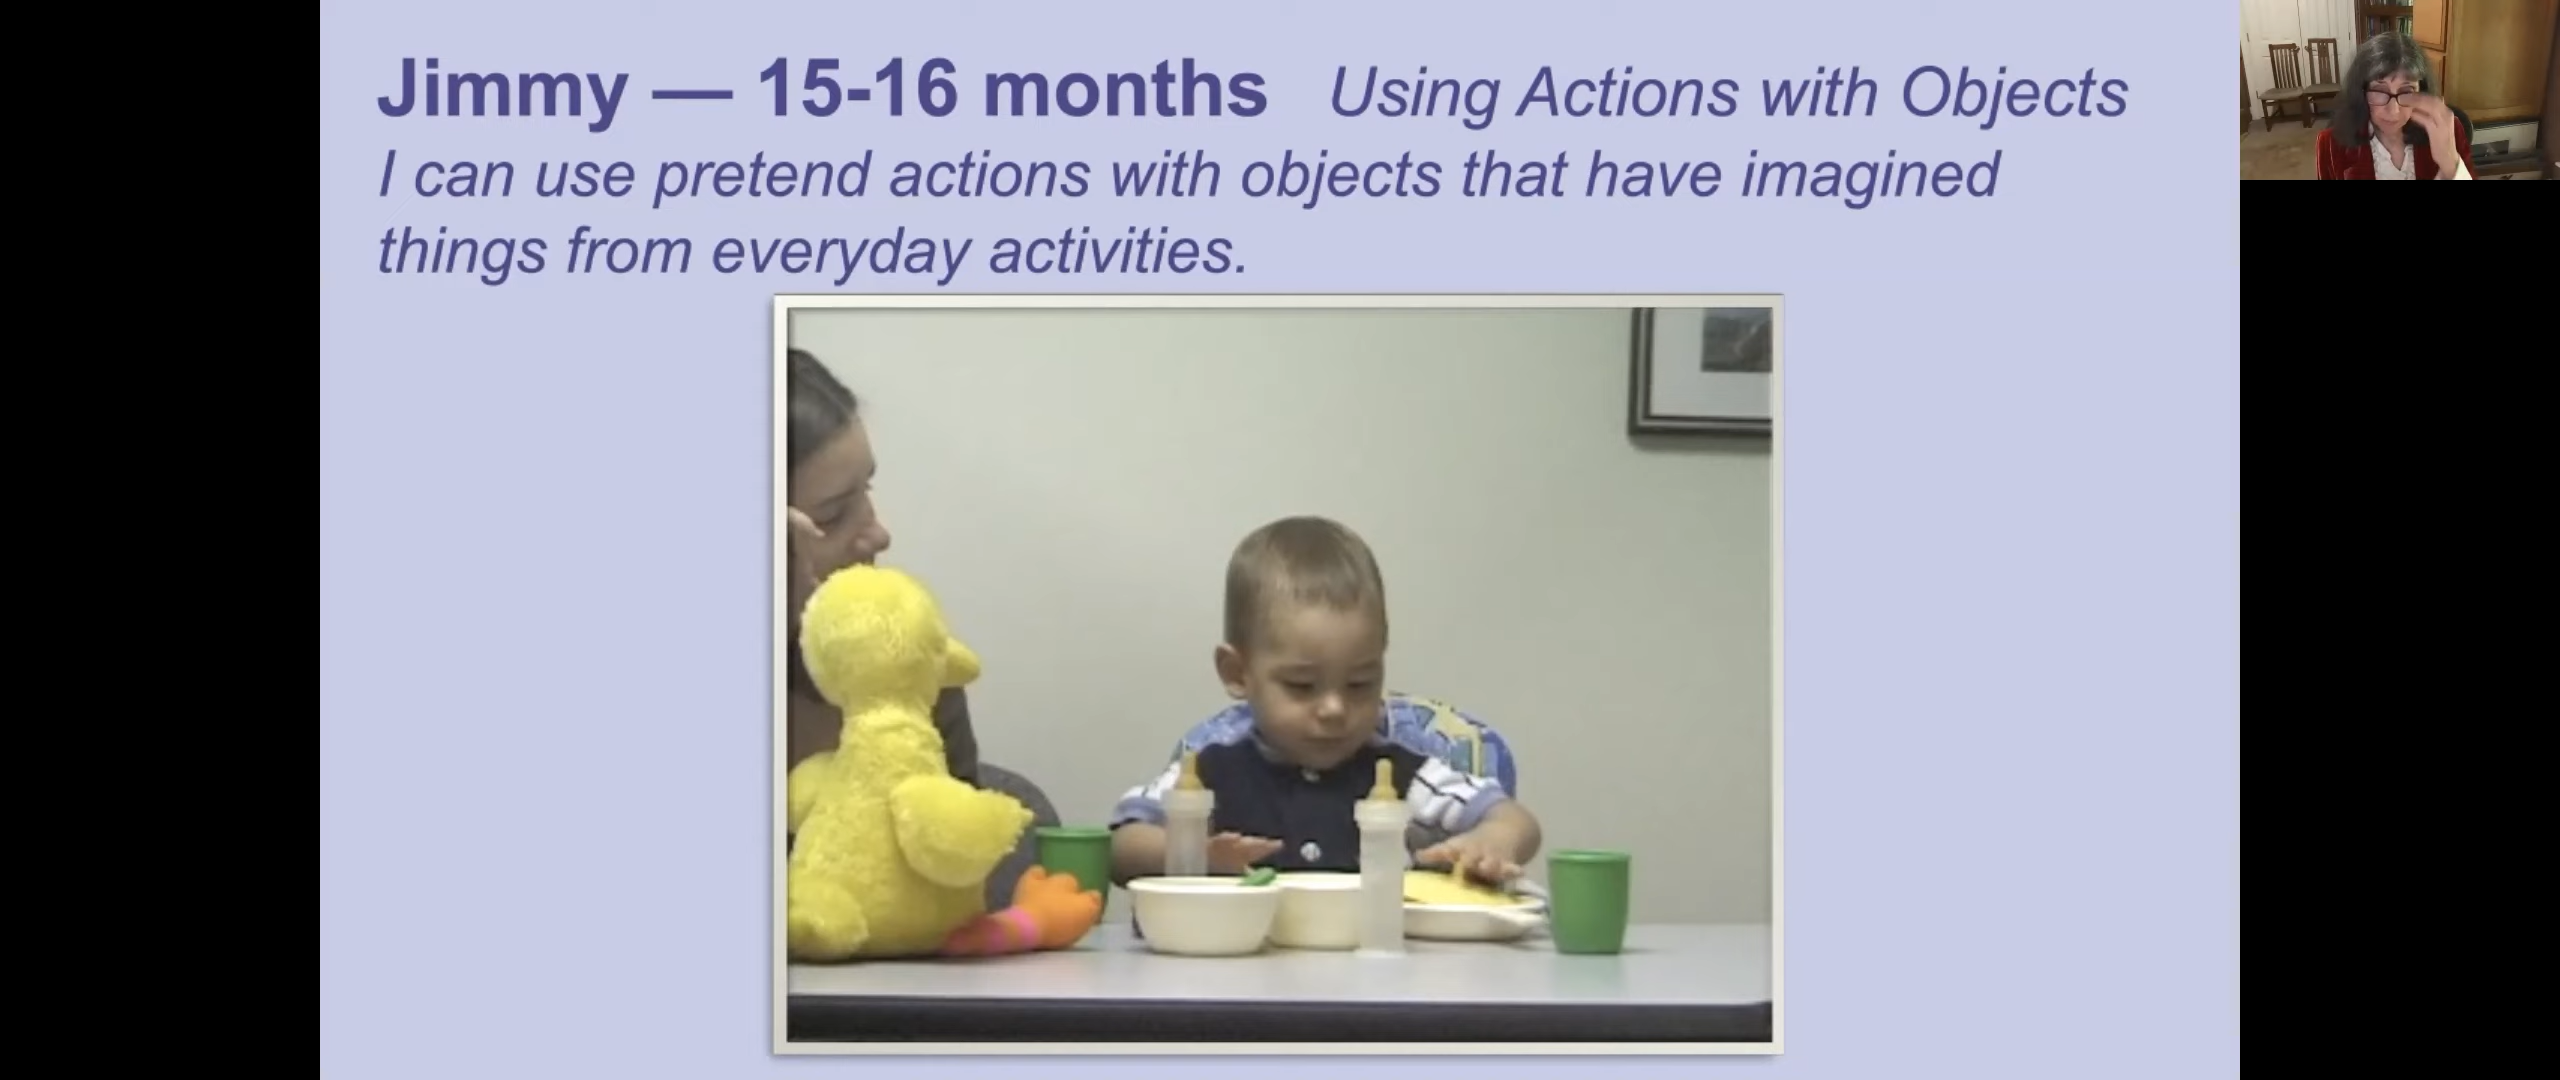 Jimmy — 15-16 months Using Actions with Objects
I can use pretend actions with objects that have imagined
things from everyday activities.